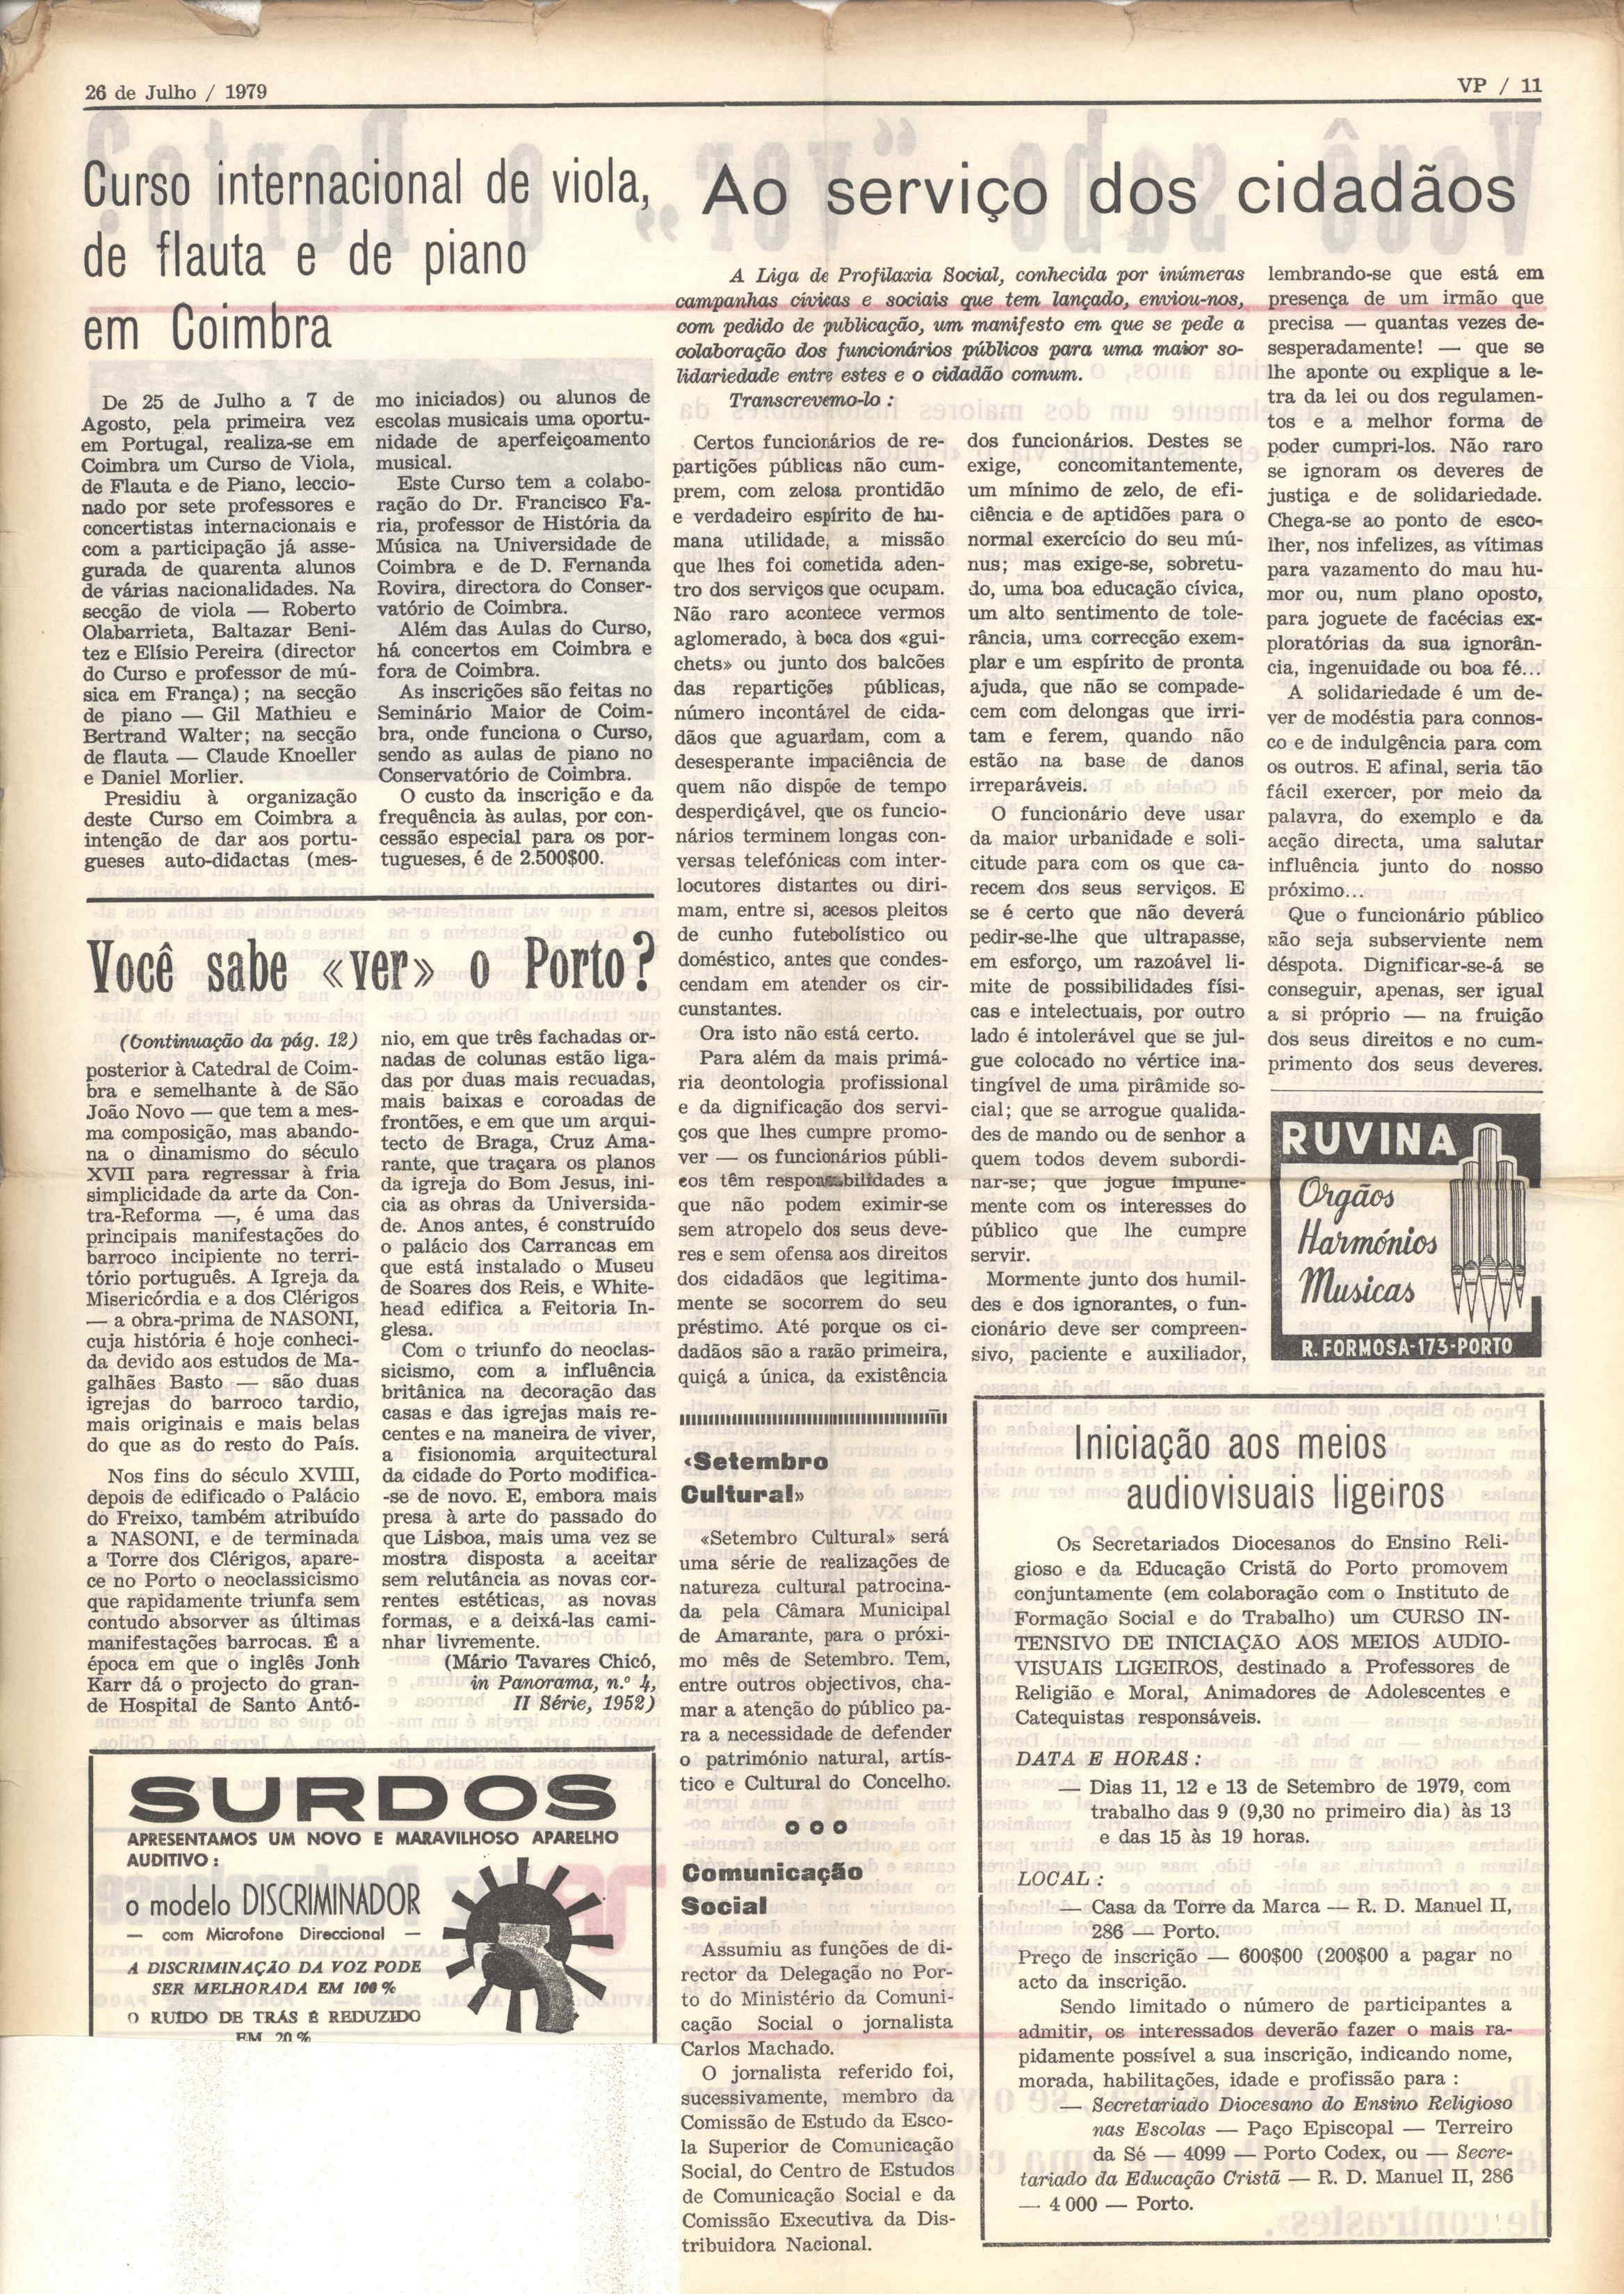 26 de Julho / 1979
VP / 11
Curso internacional de viola,
de flauta e de piano
em Coimbra
De 25 de Julho a 7 de
Agosto, pela primeira vez
em Portugal, realiza-se em
Coimbra um Curso de Viola,
de Flauta e de Piano, leccio-
nado por sete professores e
concertistas internacionais e
com a participação já asse-
gurada de quarenta alunos
de várias nacionalidades. Na
secção de viola — Roberto
Olabarrieta, Baltazar Beni-
tez e Elísio Pereira (director
do Curso e professor de mú-
sica em França); na secção
de piano — Gil Mathieu e
Bertrand Walter; na secção
de flauta — Claude Knoeller
e Daniel Morlier.
Presidiu à organização
deste Curso em Coimbra a
intenção de dar aos portu-
gueses auto-didactas (mes-
mo iniciados) ou alunos de
escolas musicais uma oportu-
nidade de aperfeiçoamento
musical.
Este Curso tem a colabo-
ração do Dr. Francisco Fa-
ria, professor de História da
Música na Universidade de
Coimbra e de D. Fernanda
Rovira, directora do Conser-
vatório de Coimbra.
Além das Aulas do Curso,
há concertos em Coimbra e
fora de Coimbra.
As inscrições são feitas no
Seminário Maior de Coim-
bra, onde funciona o Curso,
sendo as aulas de piano no
Conservatório de Coimbra.
O custo da inscrição e da
frequência às aulas, por con-
cessão especial para os por-
tugueses, é de 2.500$00.
Você sabe «ver» o Porto?
(Continuação da pág. 12)
posterior à Catedral de Coim-
bra e semelhante à de São
João Novo — que tem a mes-
ma composição, mas abando-
na o dinamismo do século
XVII para regressar à fria
simplicidade da arte da Con-
tra-Reforma —, é uma das
principais manifestações do
barroco incipiente no terri-
tório português. A Igreja da
Misericórdia e a dos Clérigos
— a obra-prima de NASONI,
cuja história é hoje conheci-
da devido aos estudos de Ma-
galhães Basto — são duas
igrejas do barroco tardio,
mais originais e mais belas
do que as do resto do País.
Nos fins do século XVIII,
depois de edificado o Palácio
do Freixo, também atribuído
a NASONI, e de terminada
a Torre dos Clérigos, apare-
ce no Porto o neoclassicismo
que rapidamente triunfa sem
contudo absorver as últimas
manifestações barrocas. É a
época em que o inglês Jonh
Karr dá o projecto do gran-
de Hospital de Santo Antó-
nio, em que três fachadas or-
nadas de colunas estão liga-
das por duas mais recuadas,
mais baixas e coroadas de
frontões, e em que um arqui-
tecto de Braga, Cruz Ama-
rante, que traçara os planos
da igreja do Bom Jesus, ini-
cia as obras da Universida-
de. Anos antes, é construído
o palácio dos Carrancas em
que está instalado o Museu
de Soares dos Reis, e White-
head edifica a Feitoria In-
glesa.
Com o triunfo do neoclas-
sicismo, com a influência
britânica na decoração das
casas e das igrejas mais re-
centes e na maneira de viver,
a fisionomia arquitectural
da cidade do Porto modifica-
-se de novo. E, embora mais
presa à arte do passado do
que Lisboa, mais uma vez se
mostra disposta a aceitar
sem relutância as novas cor-
rentes estéticas, as novas
formas, e a deixá-las cami-
nhar livremente.
(Mário Tavares Chicó,
in Panorama, n.º 4,
II Série, 1952)
SURDOS
APRESENTAMOS UM NOVO E MARAVILHOSO APARELHO
AUDITIVO:
o modelo DISCRIMINADOR
— com Microfone Direccional —
A DISCRIMINAÇÃO DA VOZ PODE
SER MELHORADA EM 100 %
O RUÍDO DE TRÁS É REDUZIDO
EM 20 %
Ao serviço dos cidadãos
A Liga de Profilaxia Social, conhecida por inúmeras
campanhas cívicas e sociais que tem lançado, enviou-nos,
com pedido de publicação, um manifesto em que se pede a
colaboração dos funcionários públicos para uma maior so-
lidariedade entre estes e o cidadão comum.
Transcrevemo-lo:
Certos funcionários de re-
partições públicas não cum-
prem, com zelosa prontidão
e verdadeiro espírito de hu-
mana utilidade, a missão
que lhes foi cometida aden-
tro dos serviços que ocupam.
Não raro acontece vermos
aglomerado, à boca dos «gui-
chets» ou junto dos balcões
das repartições públicas,
número incontável de cida-
dãos que aguardam, com a
desesperante impaciência de
quem não dispõe de tempo
desperdiçável, que os funcio-
nários terminem longas con-
versas telefónicas com inter-
locutores distantes ou diri-
mam, entre si, acesos pleitos
de cunho futebolístico ou
doméstico, antes que condes-
cendam em atender os cir-
cunstantes.
Ora isto não está certo.
Para além da mais primá-
ria deontologia profissional
e da dignificação dos servi-
ços que lhes cumpre promo-
ver — os funcionários públi-
cos têm responsabilidades a
que não podem eximir-se
sem atropelo dos seus deve-
res e sem ofensa aos direitos
dos cidadãos que legitima-
mente se socorrem do seu
préstimo. Até porque os ci-
dadãos são a razão primeira,
quiçá a única, da existência
dos funcionários. Destes se
exige, concomitantemente,
um mínimo de zelo, de efi-
ciência e de aptidões para o
normal exercício do seu mú-
nus; mas exige-se, sobretu-
do, uma boa educação cívica,
um alto sentimento de tole-
rância, uma correcção exem-
plar e um espírito de pronta
ajuda, que não se compade-
cem com delongas que irri-
tam e ferem, quando não
estão na base de danos
irreparáveis.
O funcionário deve usar
da maior urbanidade e soli-
citude para com os que ca-
recem dos seus serviços. E
se é certo que não deverá
pedir-se-lhe que ultrapasse,
em esforço, um razoável li-
mite de possibilidades físi-
cas e intelectuais, por outro
lado é intolerável que se jul-
gue colocado no vértice ina-
tingível de uma pirâmide so-
cial; que se arrogue qualida-
des de mando ou de senhor a
quem todos devem subordi-
nar-se; que jogue impune-
mente com os interesses do
público que lhe cumpre
servir.
Mormente junto dos humil-
des e dos ignorantes, o fun-
cionário deve ser compreen-
sivo, paciente e auxiliador,
lembrando-se que está em
presença de um irmão que
precisa — quantas vezes de-
sesperadamente! — que se
lhe aponte ou explique a le-
tra da lei ou dos regulamen-
tos e a melhor forma de
poder cumpri-los. Não raro
se ignoram os deveres de
justiça e de solidariedade.
Chega-se ao ponto de esco-
lher, nos infelizes, as vítimas
para vazamento do mau hu-
mor ou, num plano oposto,
para joguete de facécias ex-
ploratórias da sua ignorân-
cia, ingenuidade ou boa fé...
A solidariedade é um de-
ver de modéstia para connos-
co e de indulgência para com
os outros. E afinal, seria tão
fácil exercer, por meio da
palavra, do exemplo e da
acção directa, uma salutar
influência junto do nosso
próximo...
Que o funcionário público
não seja subserviente nem
déspota. Dignificar-se-á se
conseguir, apenas, ser igual
a si próprio — na fruição
dos seus direitos e no cum-
primento dos seus deveres.
RUVINA
Orgãos
Harmónios
Musicas
R. FORMOSA-173-PORTO
«Setembro
Cultural»
«Setembro Cultural» será
uma série de realizações de
natureza cultural patrocina-
da pela Câmara Municipal
de Amarante, para o próxi-
mo mês de Setembro. Tem,
entre outros objectivos, cha-
mar a atenção do público pa-
ra a necessidade de defender
o património natural, artís-
tico e Cultural do Concelho.
o o o
Comunicação
Social
Assumiu as funções de di-
rector da Delegação no Por-
to do Ministério da Comuni-
cação Social o jornalista
Carlos Machado.
O jornalista referido foi,
sucessivamente, membro da
Comissão de Estudo da Esco-
la Superior de Comunicação
Social, do Centro de Estudos
de Comunicação Social e da
Comissão Executiva da Dis-
tribuidora Nacional.
Iniciação aos meios
audiovisuais ligeiros
Os Secretariados Diocesanos do Ensino Reli-
gioso e da Educação Cristã do Porto promovem
conjuntamente (em colaboração com o Instituto de
Formação Social e do Trabalho) um CURSO IN-
TENSIVO DE INICIAÇÃO AOS MEIOS AUDIO-
VISUAIS LIGEIROS, destinado a Professores de
Religião e Moral, Animadores de Adolescentes e
Catequistas responsáveis.
DATA E HORAS:
— Dias 11, 12 e 13 de Setembro de 1979, com
trabalho das 9 (9,30 no primeiro dia) às 13
e das 15 às 19 horas.
LOCAL:
— Casa da Torre da Marca — R. D. Manuel II,
286 — Porto.
Preço de inscrição — 600$00 (200$00 a pagar no
acto da inscrição.
Sendo limitado o número de participantes a
admitir, os interessados deverão fazer o mais ra-
pidamente possível a sua inscrição, indicando nome,
morada, habilitações, idade e profissão para:
— Secretariado Diocesano do Ensino Religioso
nas Escolas — Paço Episcopal — Terreiro
da Sé — 4099 — Porto Codex, ou — Secre-
tariado da Educação Cristã — R. D. Manuel II, 286
— 4 000 — Porto.